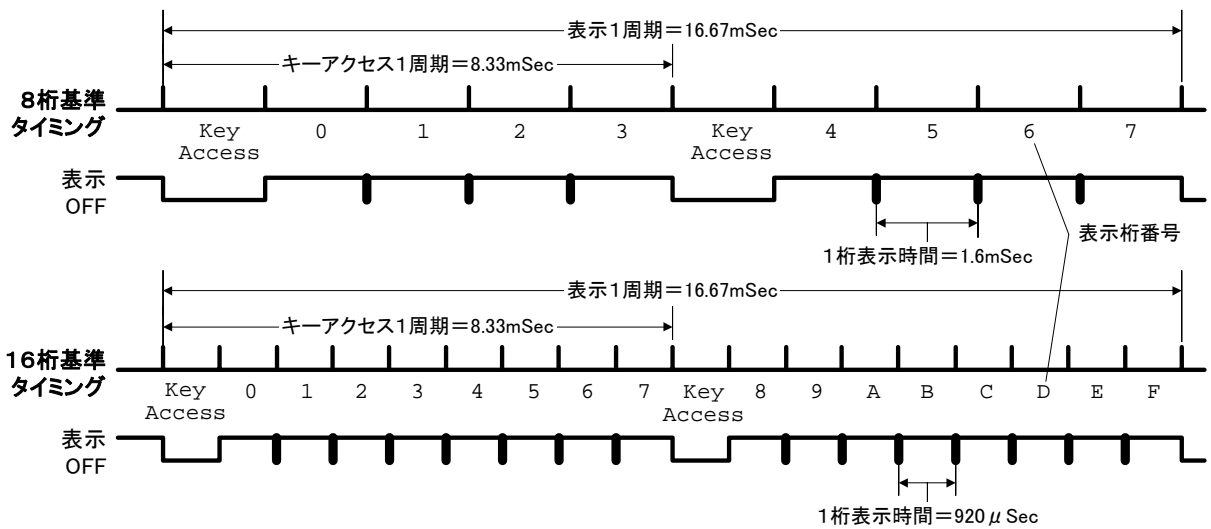 表示1周期=16.67mSec
キーアクセス1周期=8.33mSec
8桁基準
タイミング
Key Access 0 1 2 3 Key Access 4 5 6 7
表示
OFF
表示桁番号
1桁表示時間=1.6mSec
表示1周期=16.67mSec
キーアクセス1周期=8.33mSec
16桁基準
タイミング
Key Access 0 1 2 3 4 5 6 7 Key Access 8 9 A B C D E F
表示
OFF
1桁表示時間=920μSec